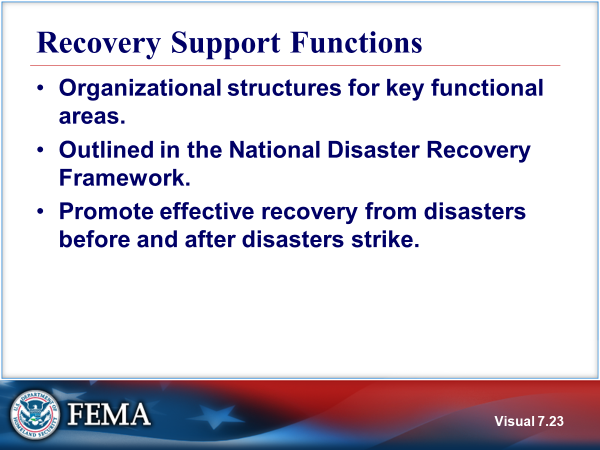 Recovery Support Functions
• Organizational structures for key functional
areas.
• Outlined in the National Disaster Recovery
Framework.
• Promote effective recovery from disasters
before and after disasters strike.
FEMA
Visual 7.23